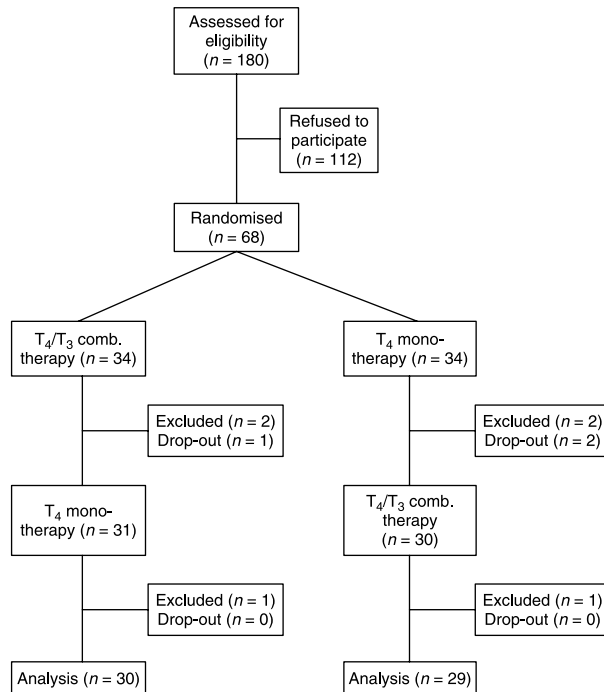 Assessed for
eligibility
(n = 180)
Refused to
participate
(n = 112)
Randomised
(n = 68)
T₄/T₃ comb.
therapy (n = 34)
T₄ mono-
therapy (n = 34)
Excluded (n = 2)
Drop-out (n = 1)
Excluded (n = 2)
Drop-out (n = 2)
T₄ mono-
therapy (n = 31)
T₄/T₃ comb.
therapy
(n = 30)
Excluded (n = 1)
Drop-out (n = 0)
Excluded (n = 1)
Drop-out (n = 0)
Analysis (n = 30)
Analysis (n = 29)